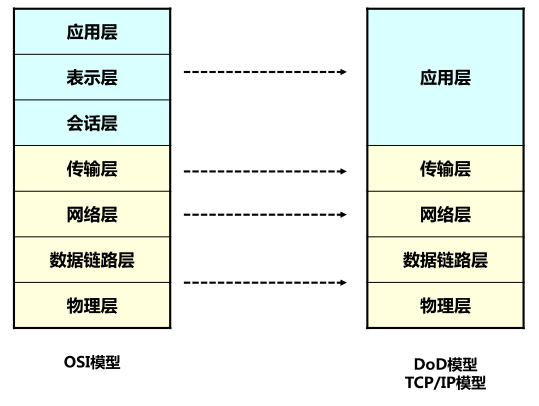 应用层
表示层
会话层
传输层
网络层
数据链路层
物理层
OSI模型
应用层
传输层
网络层
数据链路层
物理层
DoD模型
TCP/IP模型